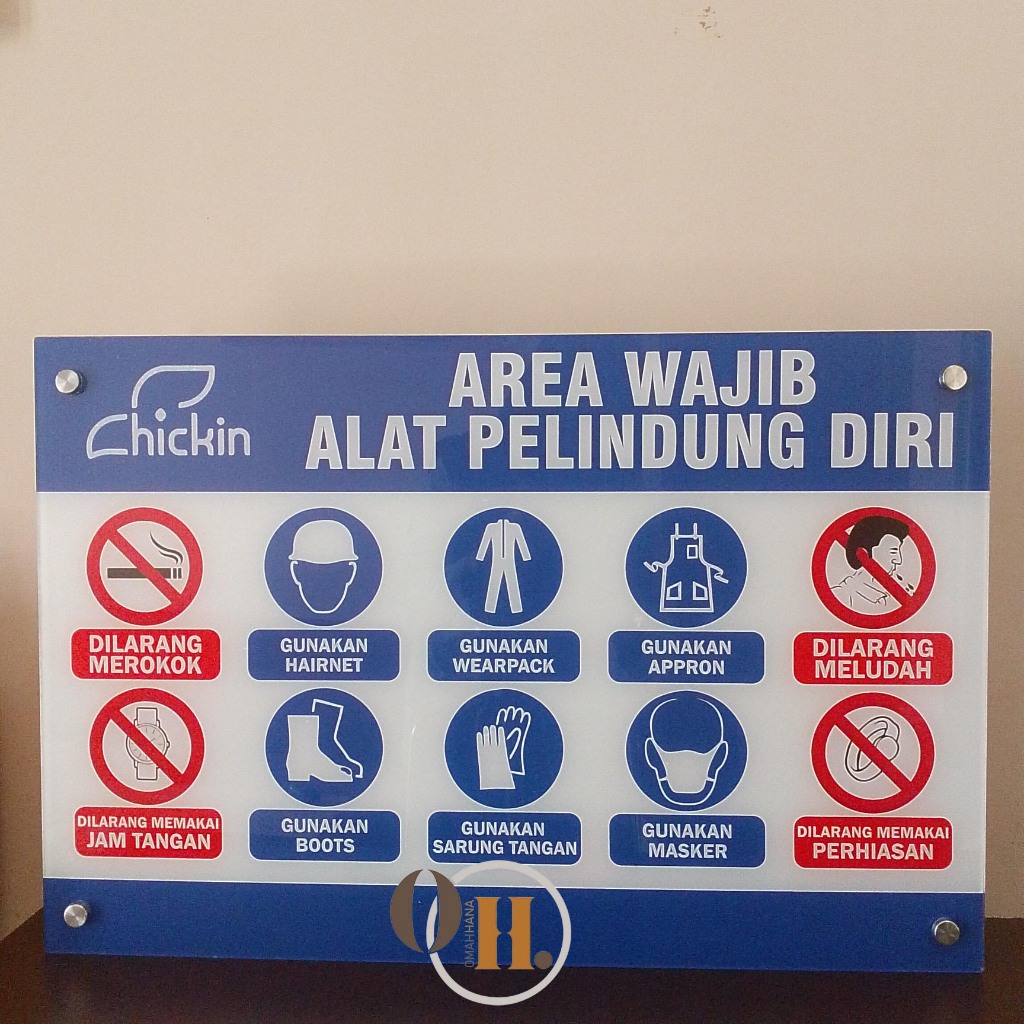 Chickin
AREA WAJIB
ALAT PELINDUNG DIRI
DILARANG
MEROKOK
GUNAKAN
HAIRNET
GUNAKAN
WEARPACK
GUNAKAN
APPRON
DILARANG
MELUDAH
DILARANG MEMAKAI
JAM TANGAN
GUNAKAN
BOOTS
GUNAKAN
SARUNG TANGAN
GUNAKAN
MASKER
DILARANG MEMAKAI
PERHIASAN
OH.
OMAHHANA